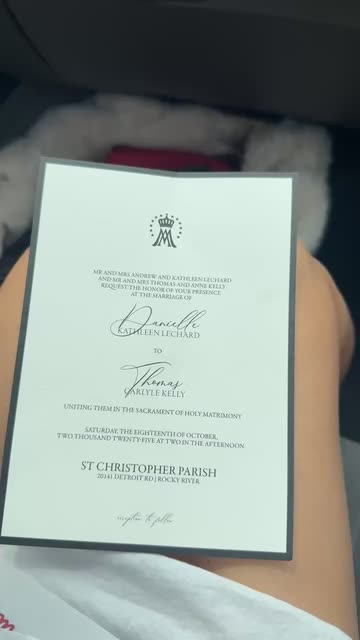 MR AND MRS ANDREW AND KATHLEEN LECHARD
AND MR AND MRS THOMAS AND ANNE KELLY
REQUEST THE HONOR OF YOUR PRESENCE
AT THE MARRIAGE OF
Danielle
KATHLEEN LECHARD
TO
Thomas
CARLYLE KELLY
UNITING THEM IN THE SACRAMENT OF HOLY MATRIMONY
SATURDAY, THE EIGHTEENTH OF OCTOBER,
TWO THOUSAND TWENTY-FIVE AT TWO IN THE AFTERNOON
ST CHRISTOPHER PARISH
20141 DETROIT RD | ROCKY RIVER
reception to follow